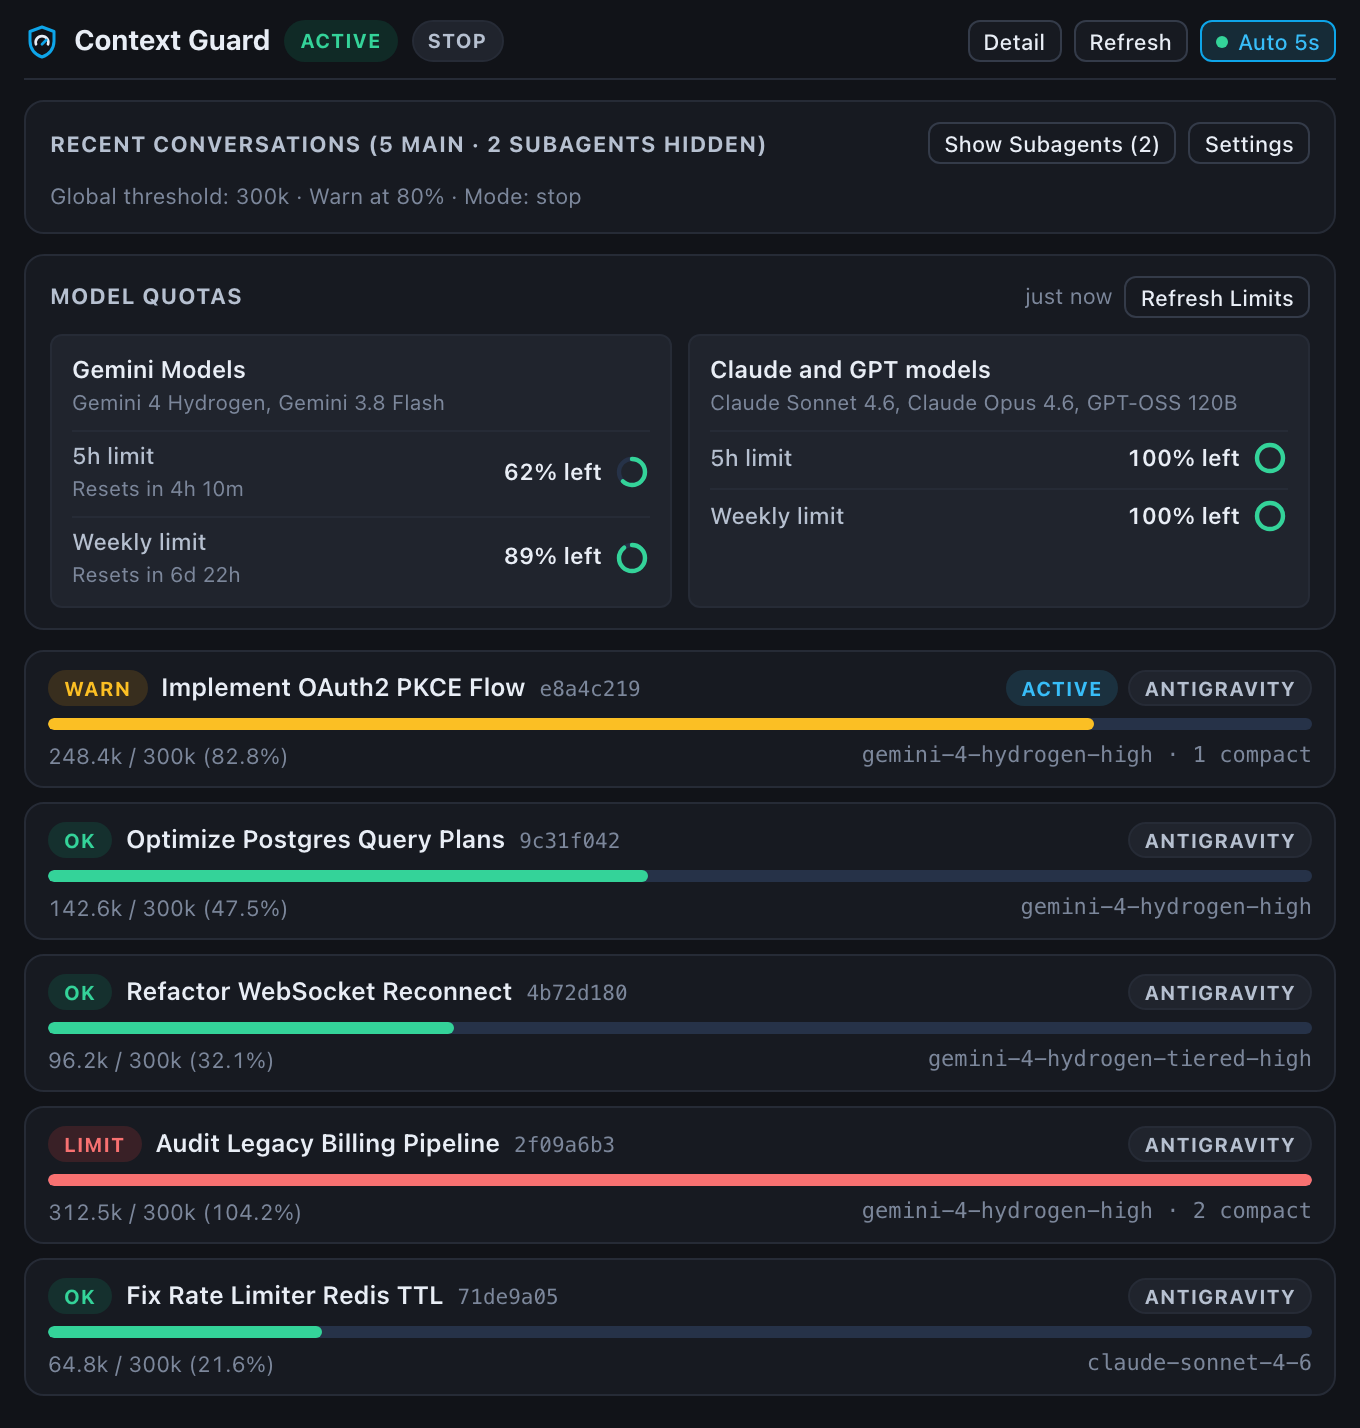 Context Guard ACTIVE STOP Detail Refresh Auto 5s
RECENT CONVERSATIONS (5 MAIN · 2 SUBAGENTS HIDDEN) Show Subagents (2) Settings
Global threshold: 300k · Warn at 80% · Mode: stop
MODEL QUOTAS just now Refresh Limits
Gemini Models
Gemini 4 Hydrogen, Gemini 3.8 Flash
5h limit
Resets in 4h 10m
62% left
Weekly limit
Resets in 6d 22h
89% left
Claude and GPT models
Claude Sonnet 4.6, Claude Opus 4.6, GPT-OSS 120B
5h limit 100% left
Weekly limit 100% left
WARN Implement OAuth2 PKCE Flow e8a4c219 ACTIVE ANTIGRAVITY
248.4k / 300k (82.8%) gemini-4-hydrogen-high · 1 compact
OK Optimize Postgres Query Plans 9c31f042 ANTIGRAVITY
142.6k / 300k (47.5%) gemini-4-hydrogen-high
OK Refactor WebSocket Reconnect 4b72d180 ANTIGRAVITY
96.2k / 300k (32.1%) gemini-4-hydrogen-tiered-high
LIMIT Audit Legacy Billing Pipeline 2f09a6b3 ANTIGRAVITY
312.5k / 300k (104.2%) gemini-4-hydrogen-high · 2 compact
OK Fix Rate Limiter Redis TTL 71de9a05 ANTIGRAVITY
64.8k / 300k (21.6%) claude-sonnet-4-6